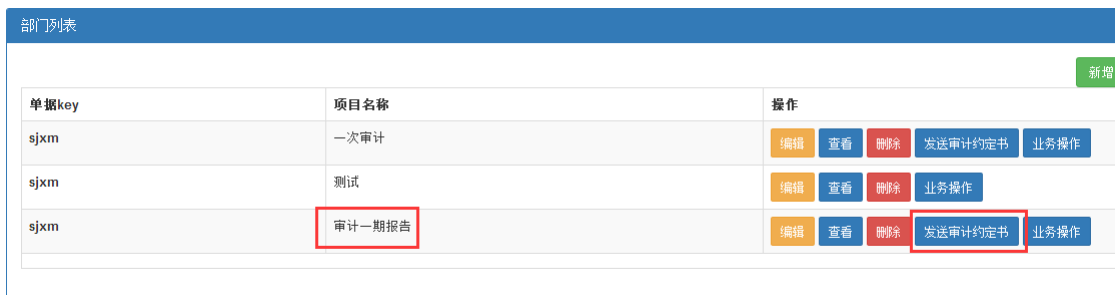 部门列表
新增
单据key 项目名称 操作
sjxm 一次审计 编辑 查看 删除 发送审计约定书 业务操作
sjxm 测试 编辑 查看 删除 业务操作
sjxm 审计一期报告 编辑 查看 删除 发送审计约定书 业务操作